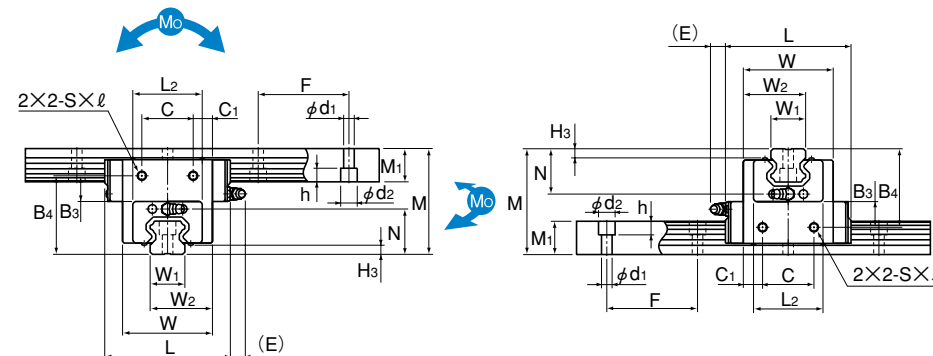 Mo
(E)
L
L2
F
W
2×2-S×ℓ
C
C1
φd1
W2
W1
H3
M1
N
h
B3
B4
M
φd2
Mo
B4
B3
M
φd2
h
N
M1
H3
φd1
2×2-S×
W1
C1
C
W2
F
L2
W
L
(E)